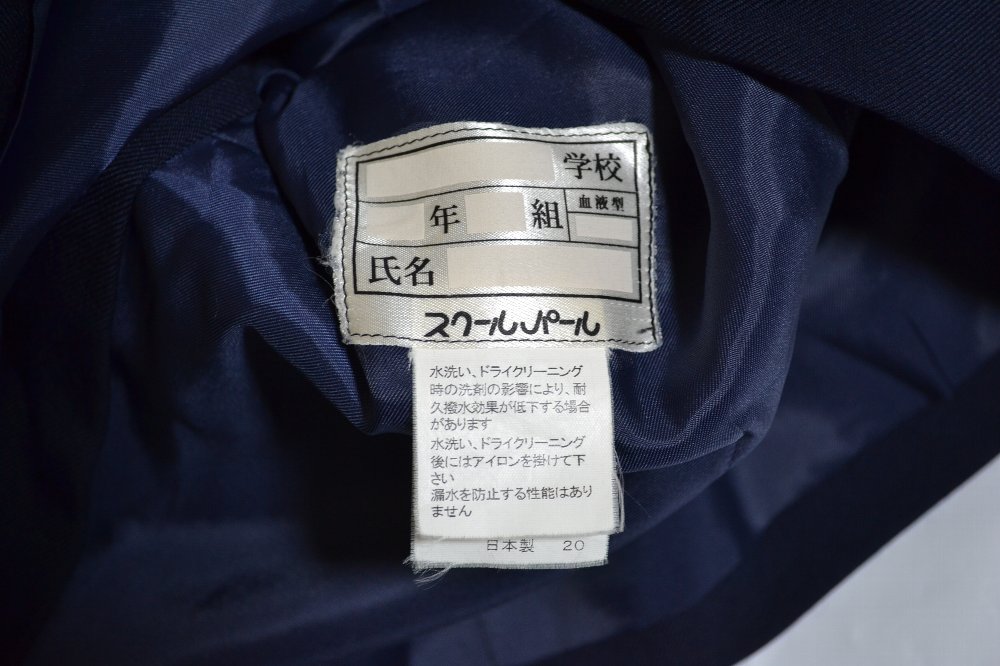 学校
年 組 血液型
氏名
スクールパール
水洗い、ドライクリーニング
時の洗剤の影響により、耐
久撥水効果が低下する場合
があります
水洗い、ドライクリーニング
後にはアイロンを掛けて下
さい
漏水を防止する性能はあり
ません
日本製 20